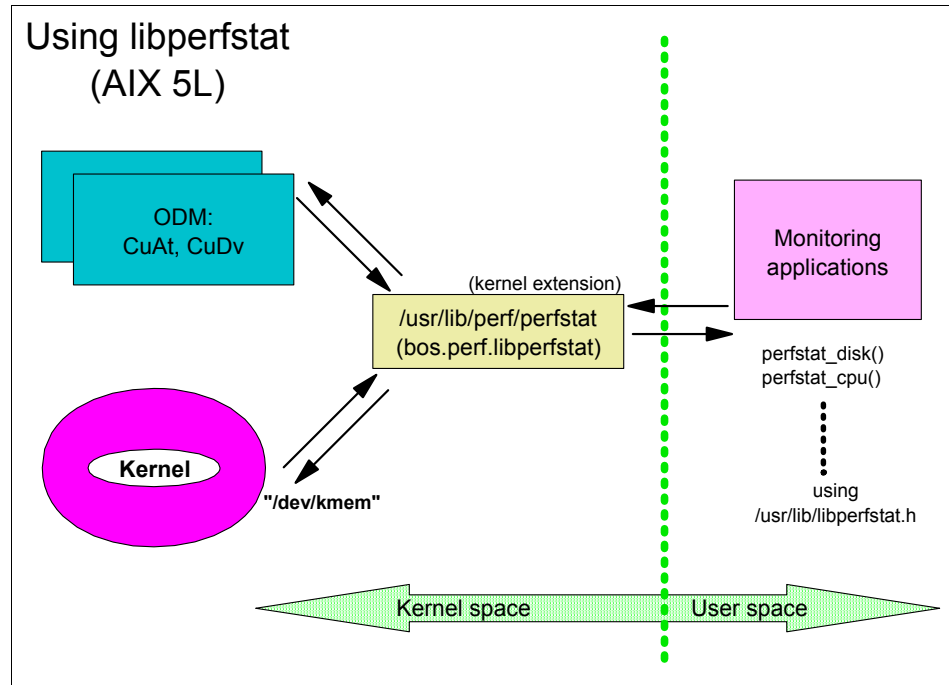 Using libperfstat
(AIX 5L)
ODM:
CuAt, CuDv
Monitoring
applications
(kernel extension)
/usr/lib/perf/perfstat
(bos.perf.libperfstat)
perfstat_disk()
perfstat_cpu()
Kernel
"/dev/kmem"
using
/usr/lib/libperfstat.h
Kernel space
User space